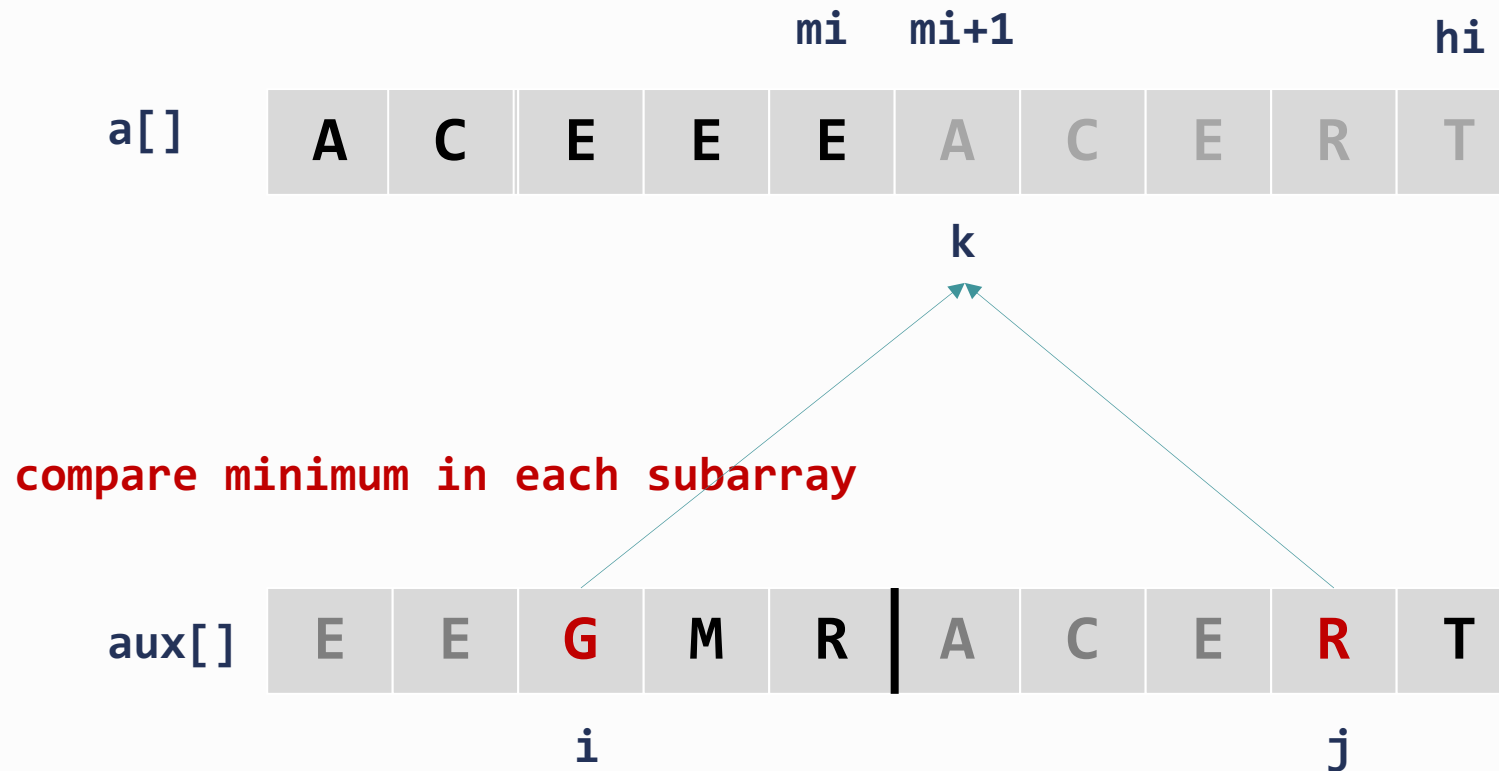 mi mi+1 hi
a[] A C E E E A C E R T
k
compare minimum in each subarray
aux[] E E G M R A C E R T
i j